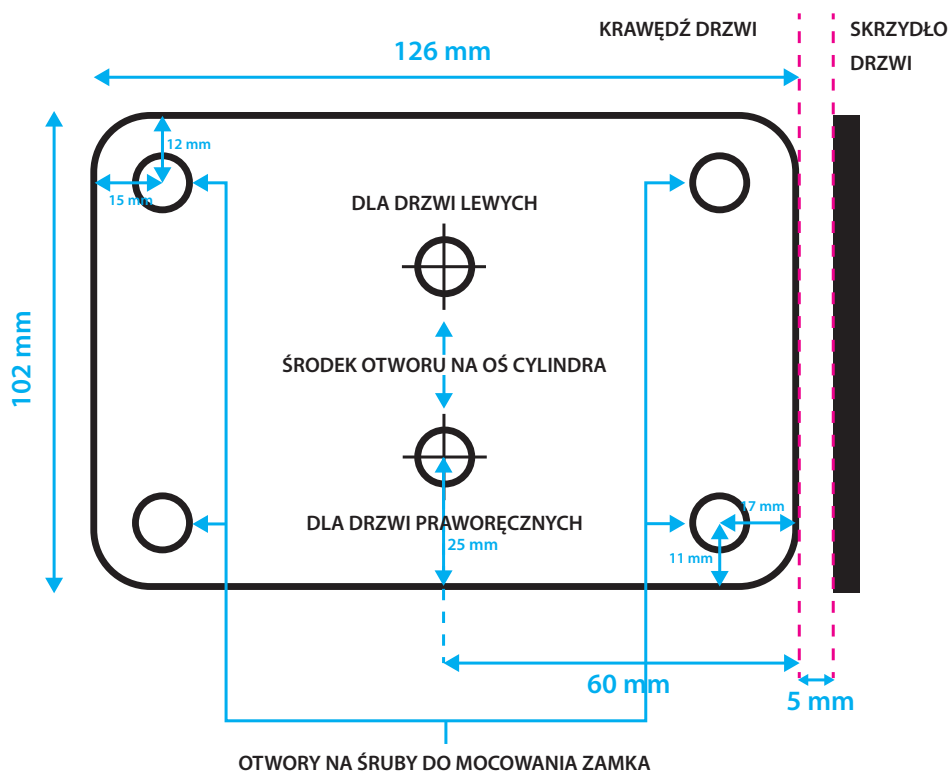 KRAWĘDŹ DRZWI
SKRZYDŁO
DRZWI
126 mm
12 mm
15 mm
DLA DRZWI LEWYCH
102 mm
ŚRODEK OTWORU NA OŚ CYLINDRA
DLA DRZWI PRAWORĘCZNYCH
17 mm
25 mm
11 mm
60 mm
5 mm
OTWORY NA ŚRUBY DO MOCOWANIA ZAMKA